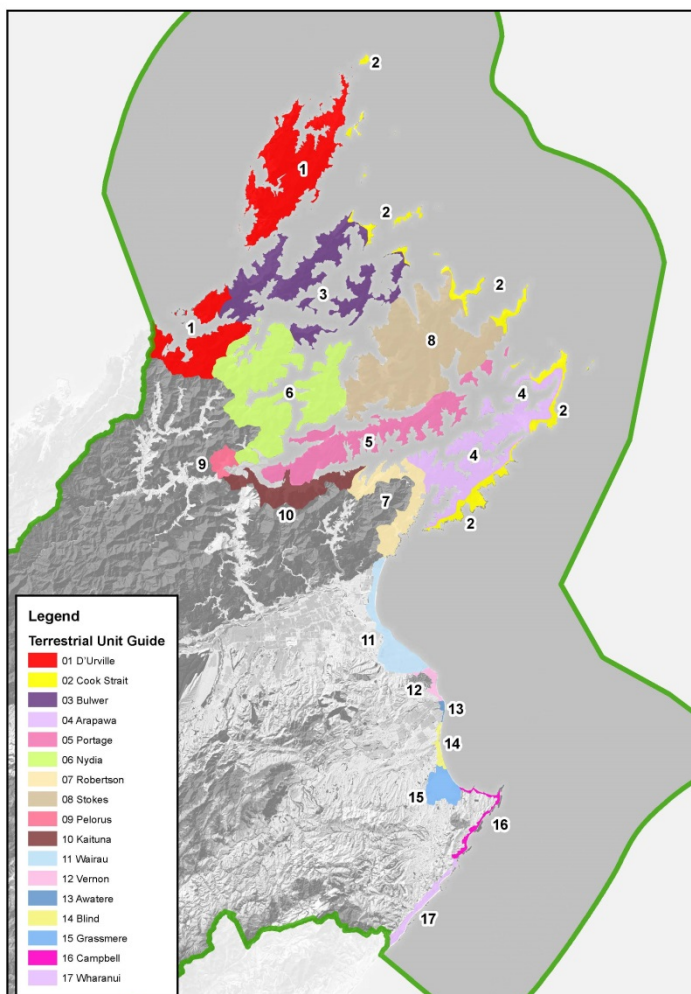 2
1
2
3
2
1
8
4
6
2
5
4
9
7
2
10
11
12
13
14
15
16
17
Legend
Terrestrial Unit Guide
01 D'Urville
02 Cook Strait
03 Bulwer
04 Arapawa
05 Portage
06 Nydia
07 Robertson
08 Stokes
09 Pelorus
10 Kaituna
11 Wairau
12 Vernon
13 Awatere
14 Blind
15 Grassmere
16 Campbell
17 Wharanui